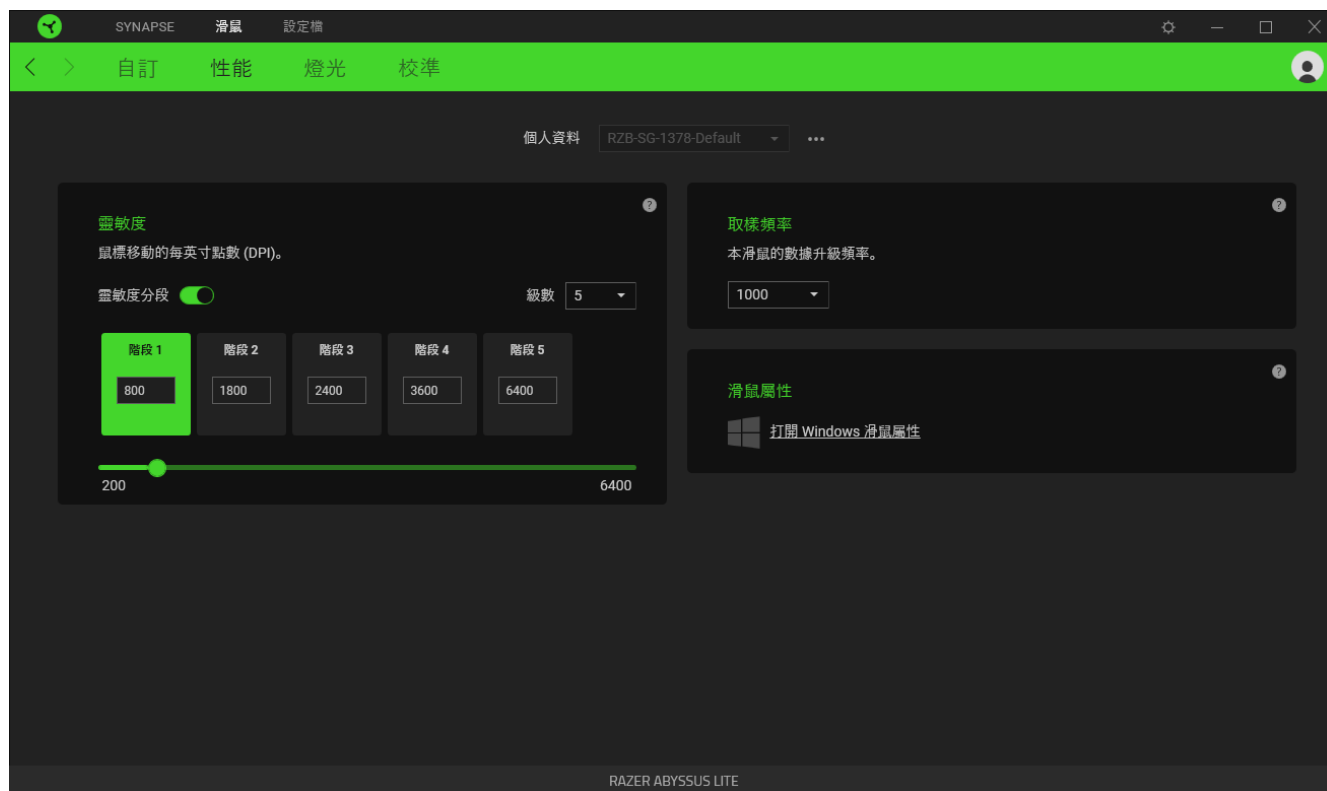 SYNAPSE 滑鼠 設定檔
自訂 性能 燈光 校準
個人資料 RZB-SG-1378-Default
靈敏度
鼠標移動的每英寸點數 (DPI)。
靈敏度分段 級數 5
階段 1 階段 2 階段 3 階段 4 階段 5
800 1800 2400 3600 6400
200 6400
取樣頻率
本滑鼠的數據升級頻率。
1000
滑鼠屬性
打開 Windows 滑鼠屬性
RAZER ABYSSUS LITE